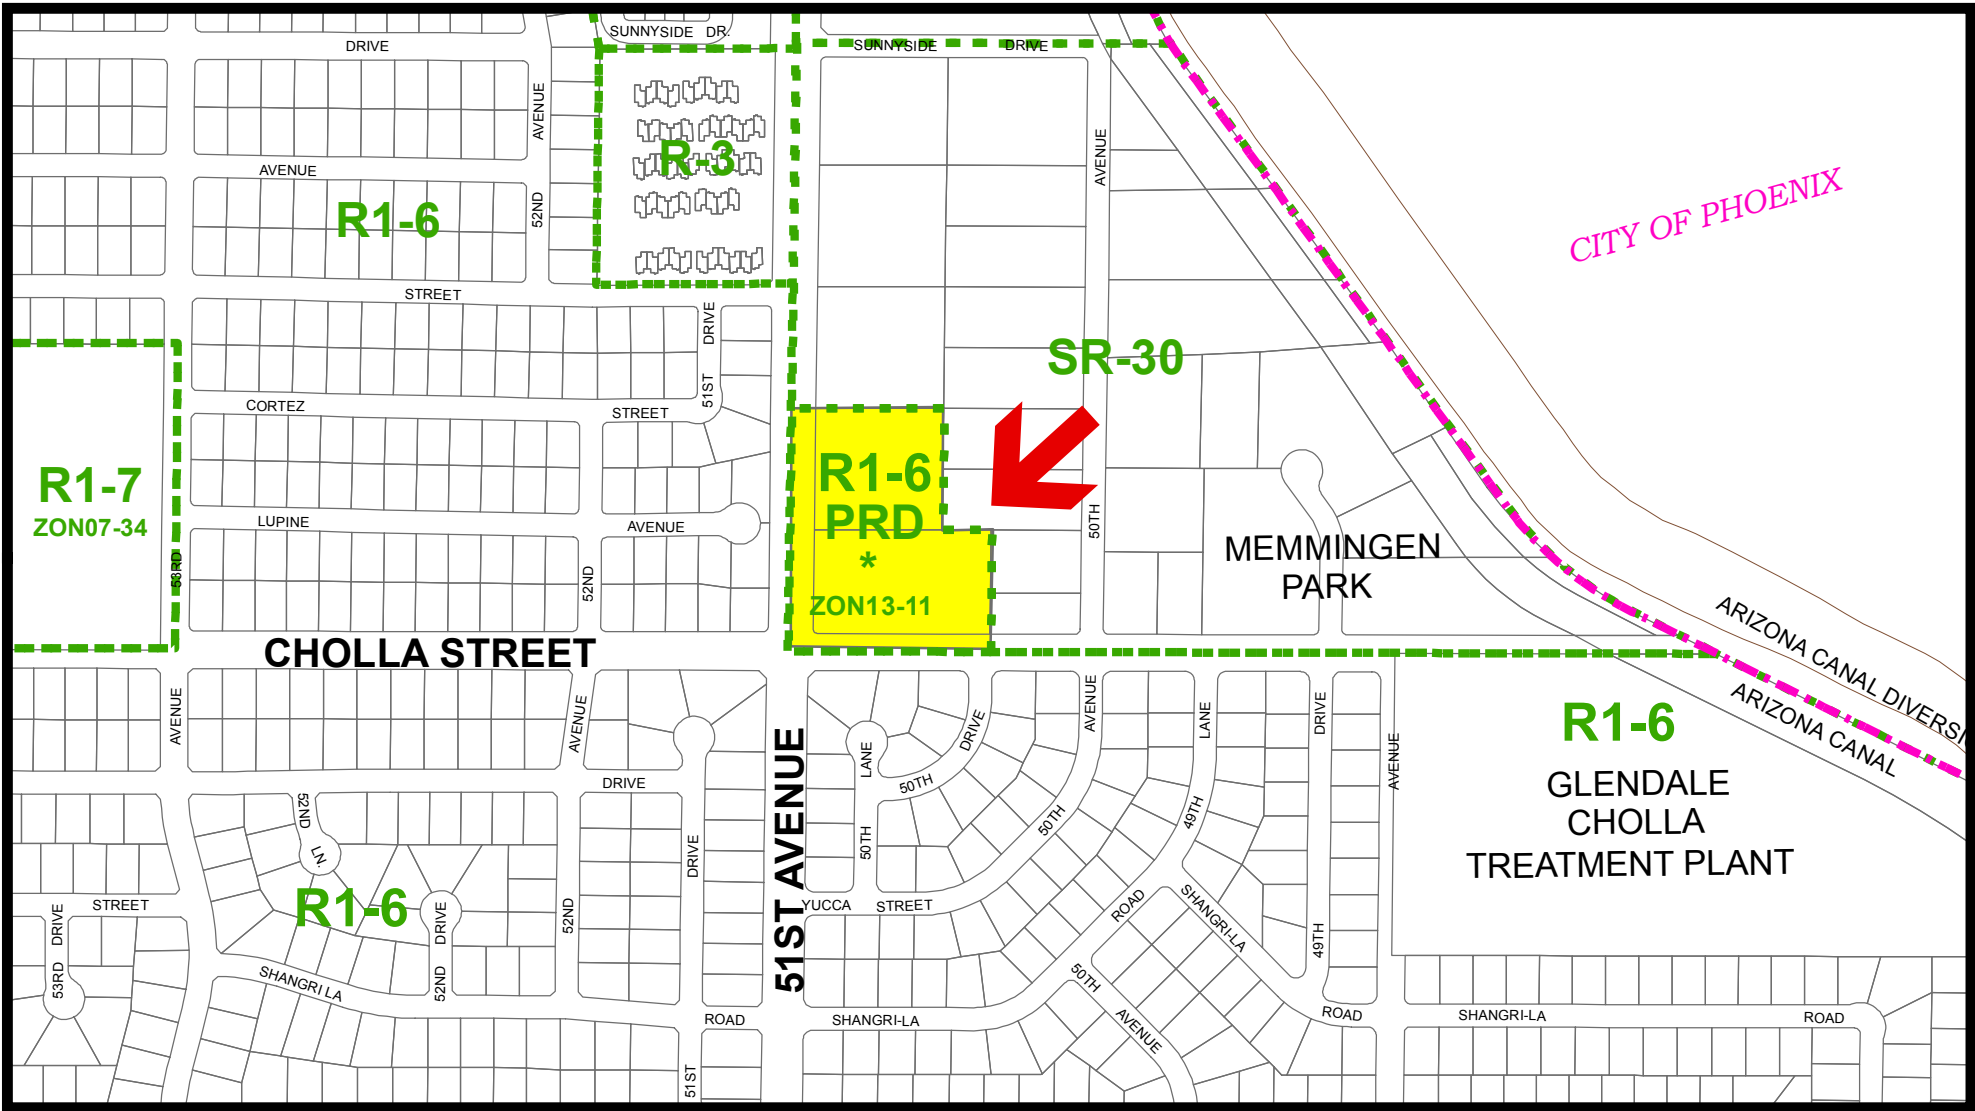 SUNNYSIDE DR.
DRIVE
SUNNYSIDE DRIVE
AVENUE
AVENUE
R-3
AVENUE
52ND
R1-6
CITY OF PHOENIX
STREET
DRIVE
51ST
SR-30
CORTEZ STREET
R1-7
ZON07-34
R1-6
PRD
*
ZON13-11
LUPINE AVENUE
50TH
53RD
52ND
MEMMINGEN
PARK
CHOLLA STREET
ARIZONA CANAL DIVERSI
ARIZONA CANAL
AVENUE
AVENUE
LANE
50TH
DRIVE
50TH
AVENUE
50TH
LANE
49TH
DRIVE
49TH
AVENUE
R1-6
GLENDALE
CHOLLA
TREATMENT PLANT
DRIVE
52ND
LN.
DRIVE
51ST
51ST AVENUE
R1-6
STREET
DRIVE
53RD
DRIVE
52ND
52ND
YUCCA STREET
ROAD
SHANGRI-LA
SHANGRI LA
ROAD
SHANGRI-LA
50TH
AVENUE
ROAD
SHANGRI-LA
ROAD